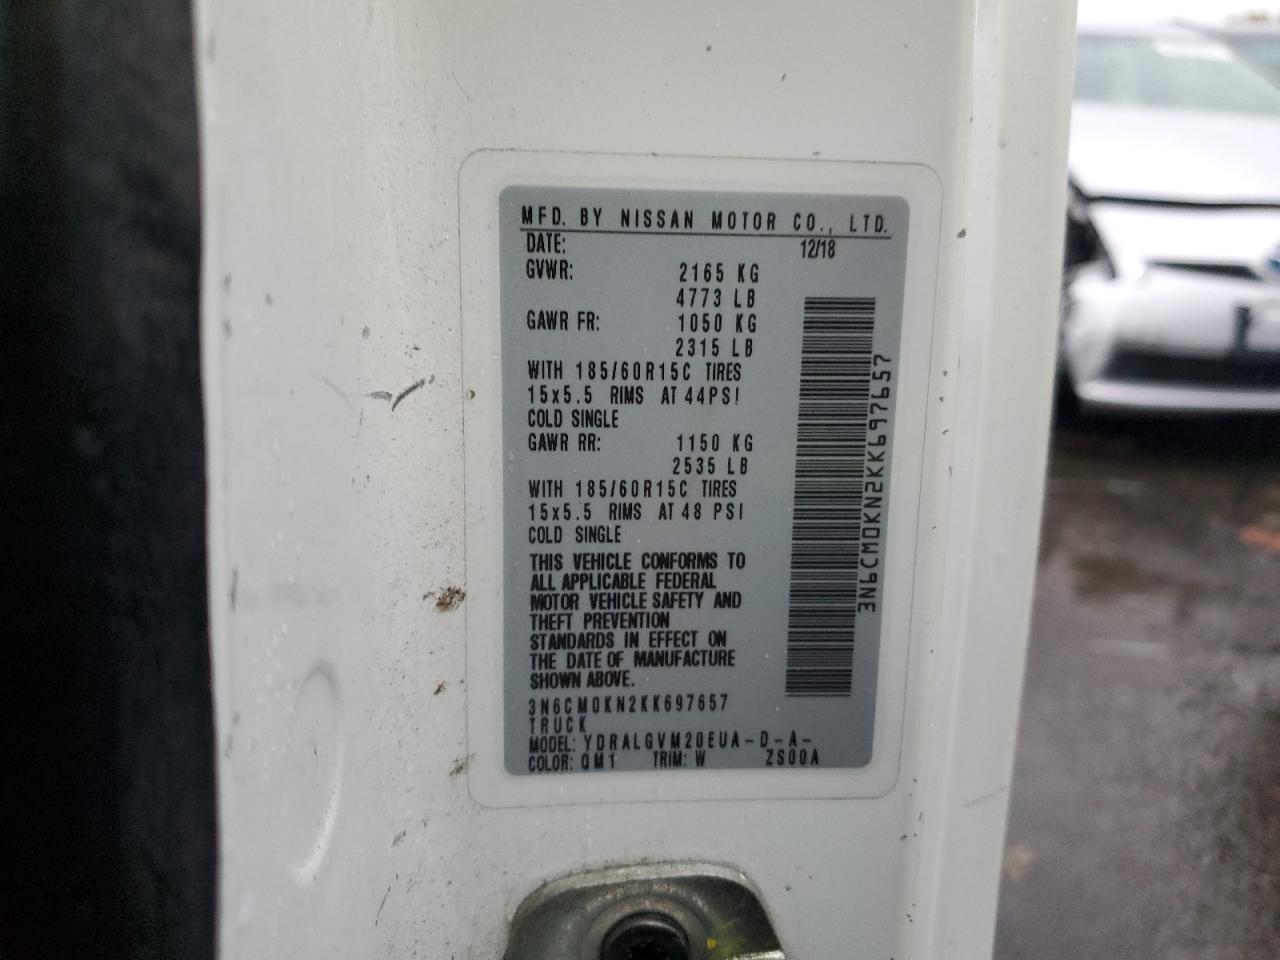 MFD. BY NISSAN MOTOR CO., LTD.
DATE: 12/18
GVWR: 2165 KG
4773 LB
GAWR FR: 1050 KG
2315 LB
WITH 185/60R15C TIRES
15x5.5 RIMS AT 44PSI
COLD SINGLE
GAWR RR: 1150 KG
2535 LB
WITH 185/60R15C TIRES
15x5.5 RIMS AT 48 PSI
COLD SINGLE
THIS VEHICLE CONFORMS TO
ALL APPLICABLE FEDERAL
MOTOR VEHICLE SAFETY AND
THEFT PREVENTION
STANDARDS IN EFFECT ON
THE DATE OF MANUFACTURE
SHOWN ABOVE.
3N6CM0KN2KK697657
TRUCK
MODEL: YDRALGVM20EUA-D-A-
COLOR: QM1 TRIM: W ZS00A
3N6CM0KN2KK697657